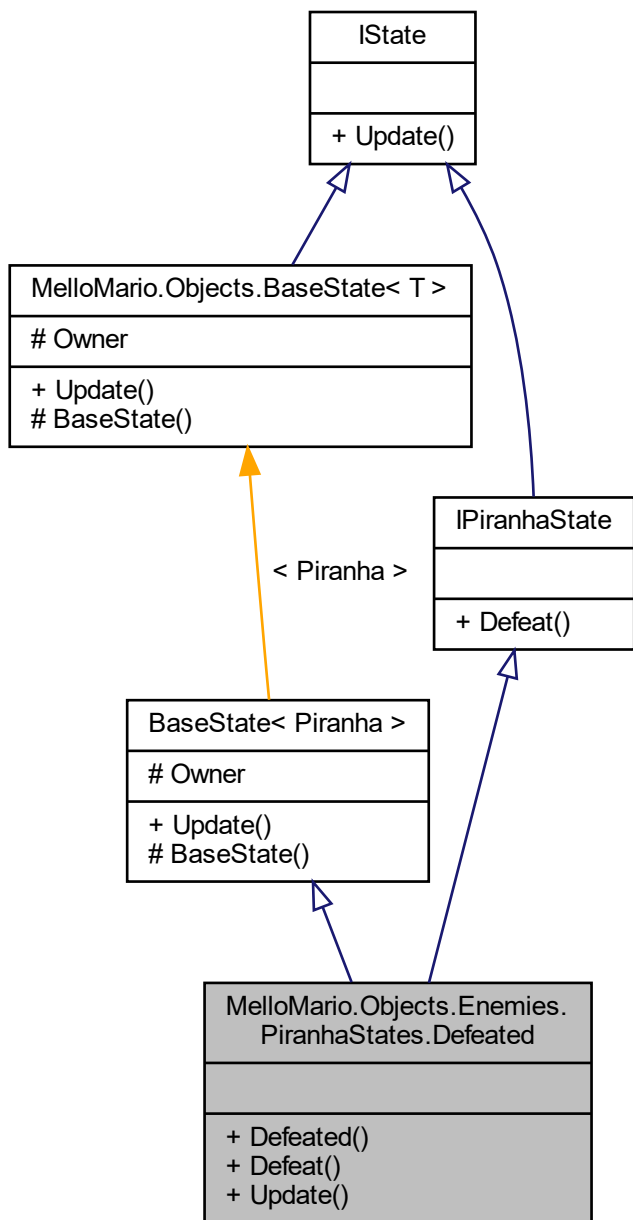 IState
+ Update()
MelloMario.Objects.BaseState< T >
# Owner
+ Update()
# BaseState()
IPiranhaState
+ Defeat()
< Piranha >
BaseState< Piranha >
# Owner
+ Update()
# BaseState()
MelloMario.Objects.Enemies.
PiranhaStates.Defeated
+ Defeated()
+ Defeat()
+ Update()